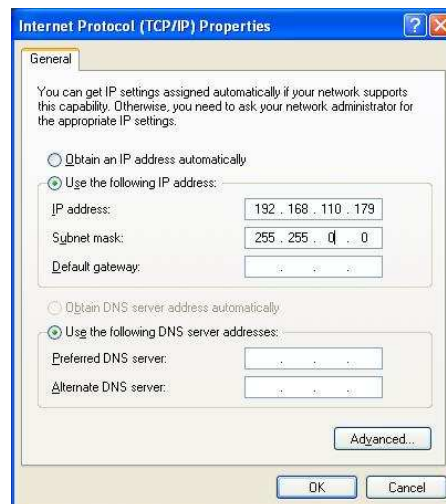 Internet Protocol (TCP/IP) Properties
General
You can get IP settings assigned automatically if your network supports
this capability. Otherwise, you need to ask your network administrator for
the appropriate IP settings.
Obtain an IP address automatically
Use the following IP address:
IP address: 192 . 168 . 110 . 179
Subnet mask: 255 . 255 . 0 . 0
Default gateway: . . .
Obtain DNS server address automatically
Use the following DNS server addresses:
Preferred DNS server: . . .
Alternate DNS server: . . .
Advanced...
OK Cancel